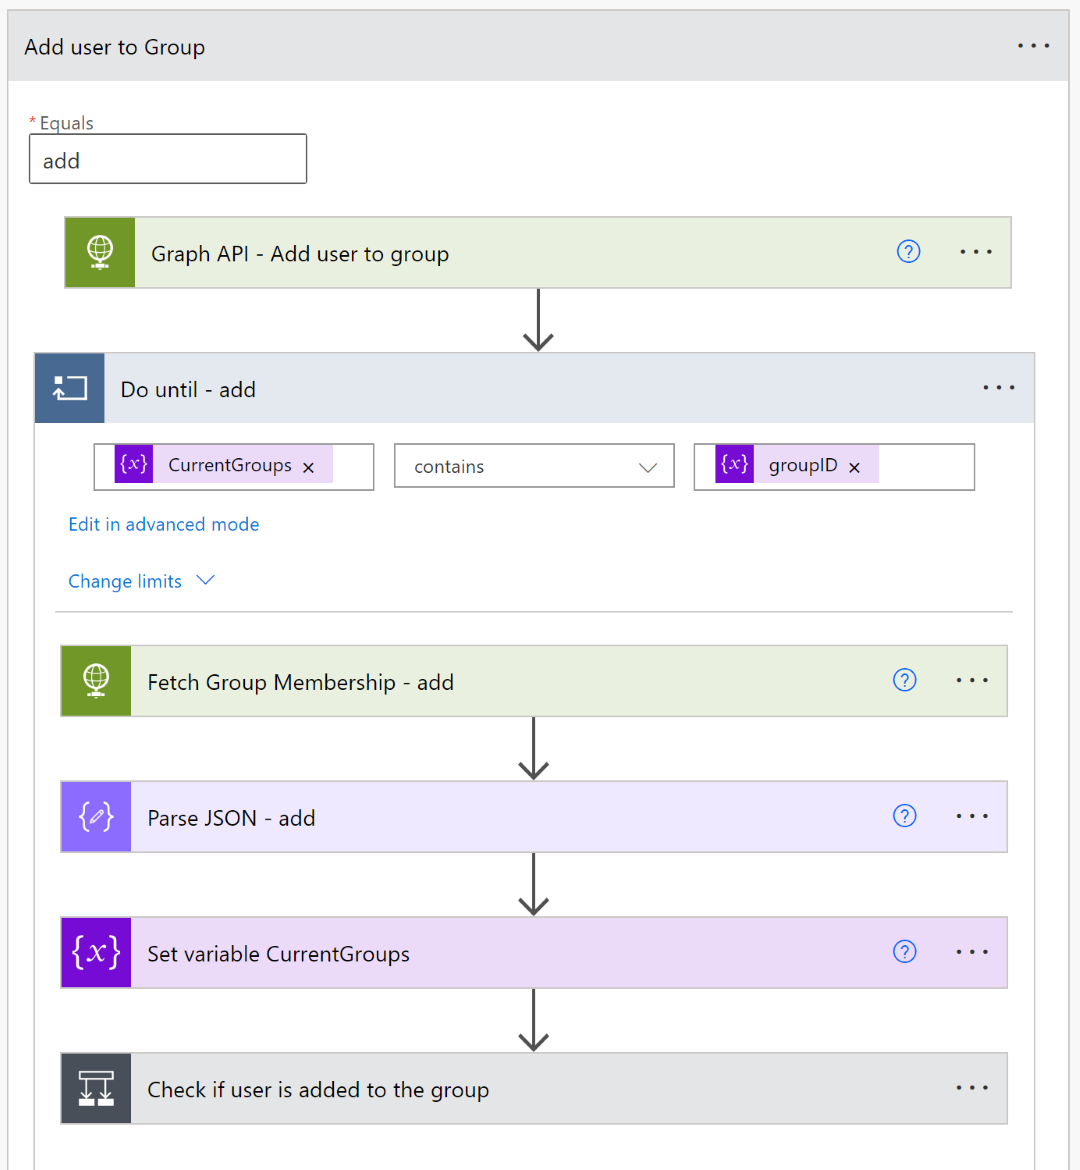 Add user to Group
* Equals
add
Graph API - Add user to group
Do until - add
{x} CurrentGroups × contains {x} groupID ×
Edit in advanced mode
Change limits
Fetch Group Membership - add
Parse JSON - add
{x} Set variable CurrentGroups
Check if user is added to the group